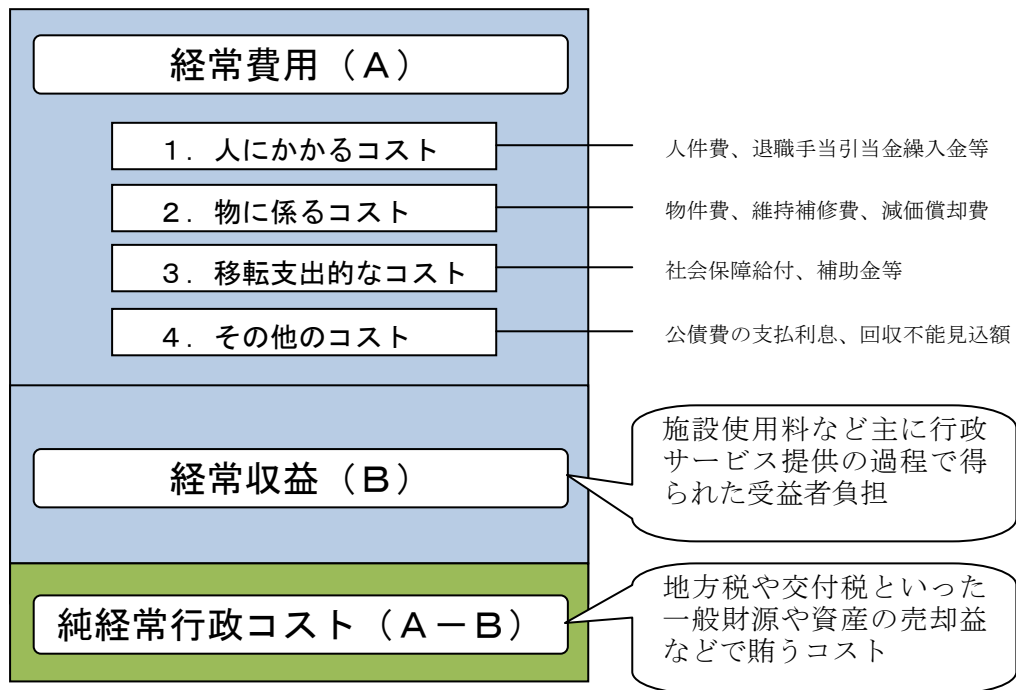 経常費用（A）
1．人にかかるコスト
人件費、退職手当引当金繰入金等
2．物に係るコスト
物件費、維持補修費、減価償却費
3．移転支出的なコスト
社会保障給付、補助金等
4．その他のコスト
公債費の支払利息、回収不能見込額
経常収益（B）
施設使用料など主に行政
サービス提供の過程で得
られた受益者負担
純経常行政コスト（A－B）
地方税や交付税といった
一般財源や資産の売却益
などで賄うコスト